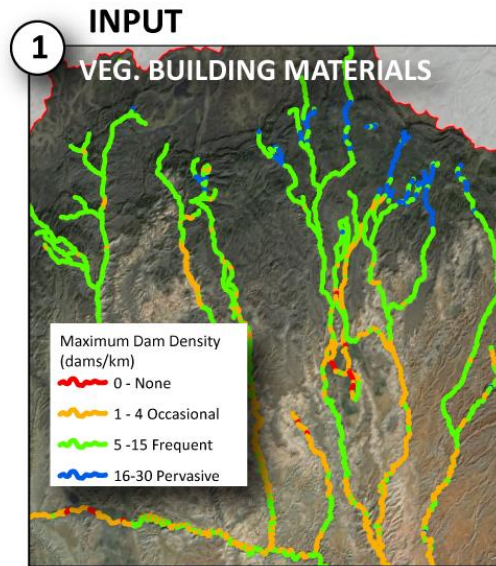 INPUT
1
VEG. BUILDING MATERIALS
Maximum Dam Density
(dams/km)
0 - None
1 - 4 Occasional
5 -15 Frequent
16-30 Pervasive